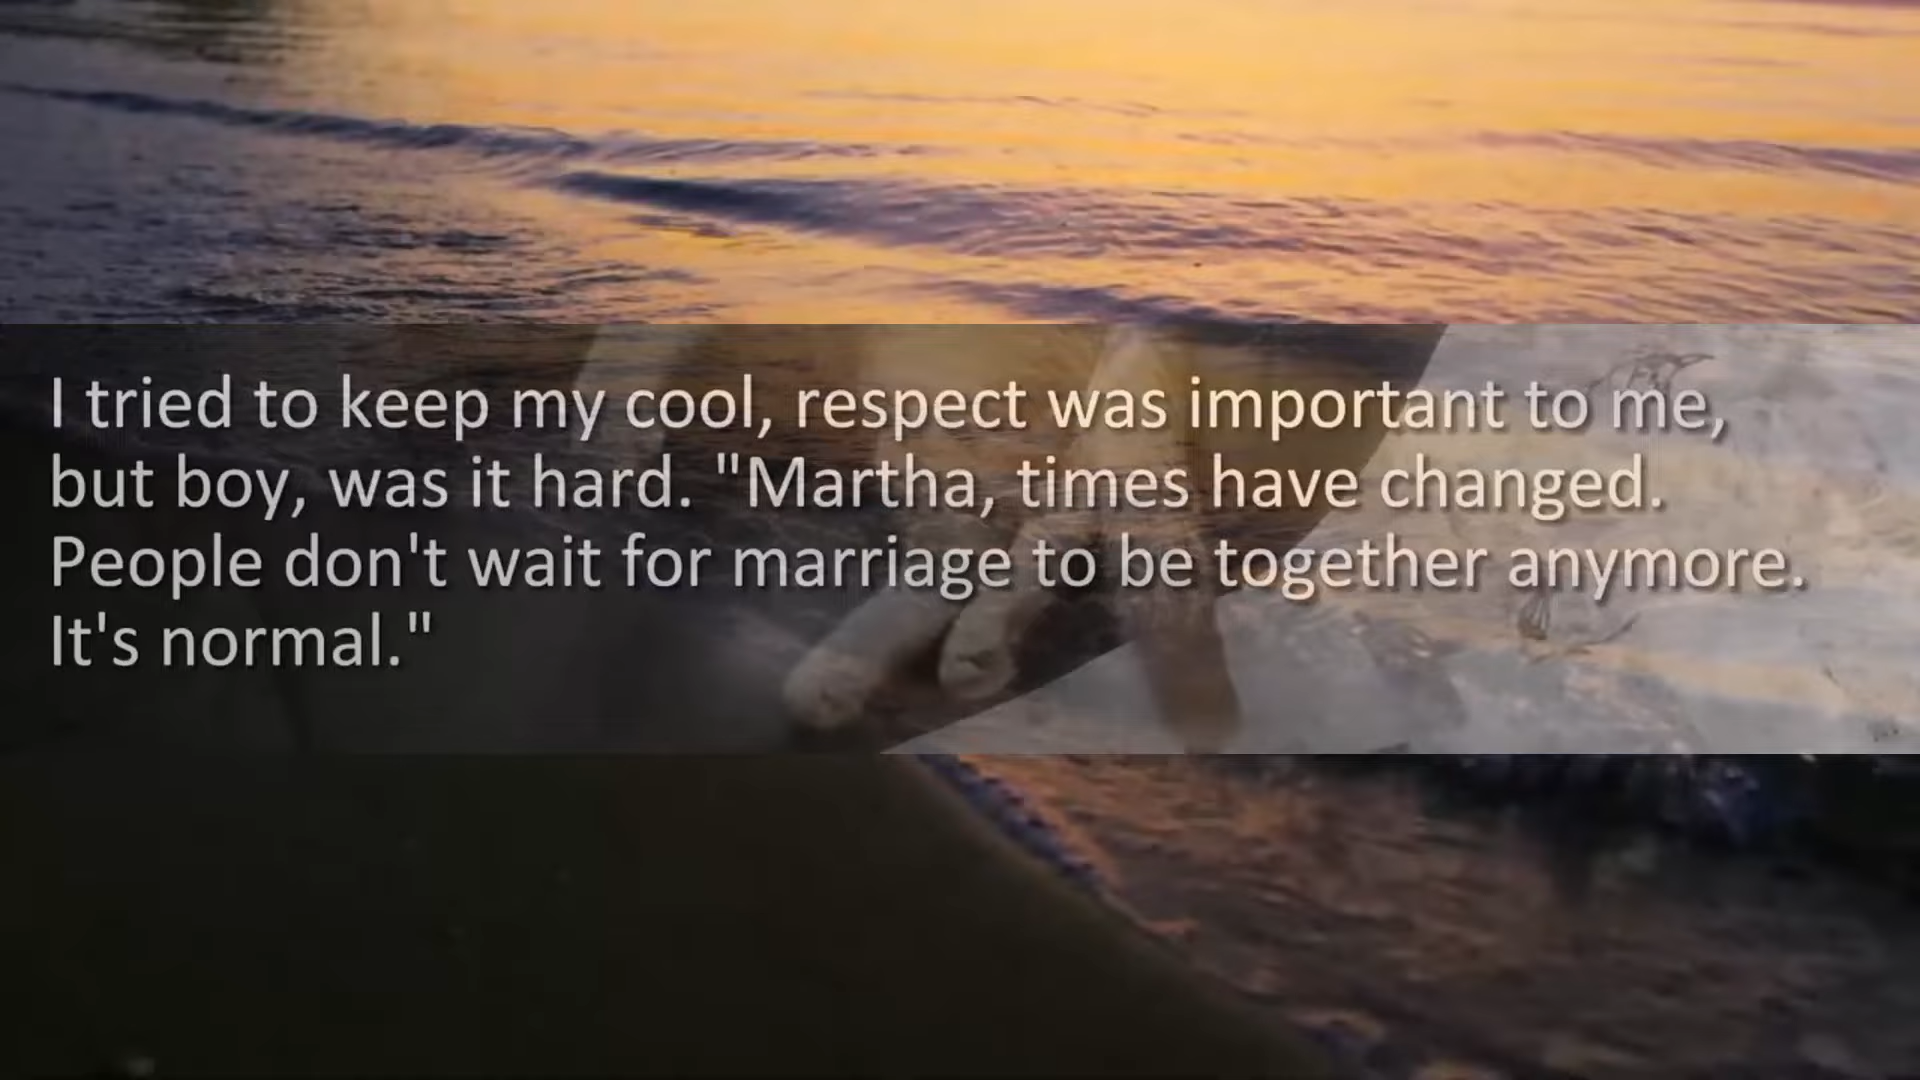 I tried to keep my cool, respect was important to me,
but boy, was it hard. "Martha, times have changed.
People don't wait for marriage to be together anymore.
It's normal."